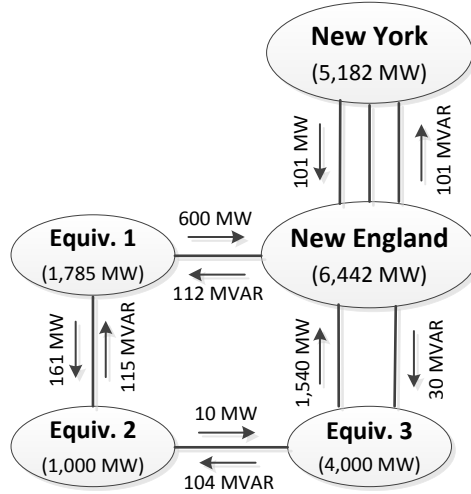 New York
(5,182 MW)
101 MW
101 MVAR
600 MW
Equiv. 1
(1,785 MW)
New England
(6,442 MW)
112 MVAR
161 MW
115 MVAR
1,540 MW
30 MVAR
10 MW
Equiv. 2
(1,000 MW)
Equiv. 3
(4,000 MW)
104 MVAR